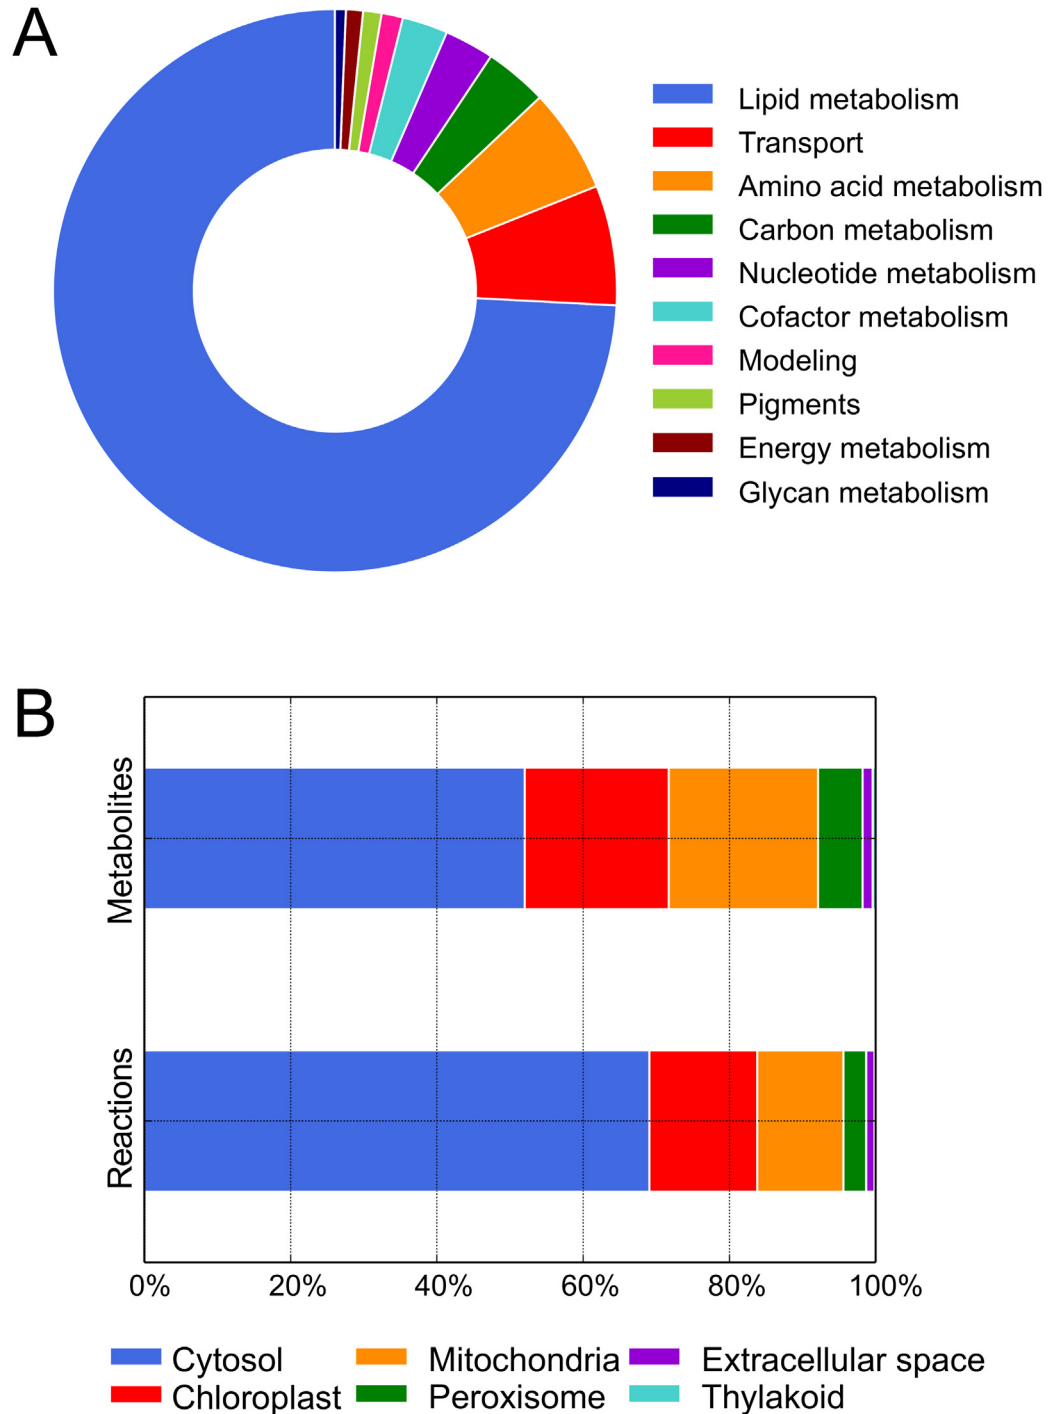 A
Lipid metabolism
Transport
Amino acid metabolism
Carbon metabolism
Nucleotide metabolism
Cofactor metabolism
Modeling
Pigments
Energy metabolism
Glycan metabolism
B
Metabolites
Reactions
0% 20% 40% 60% 80% 100%
Cytosol Mitochondria Extracellular space
Chloroplast Peroxisome Thylakoid